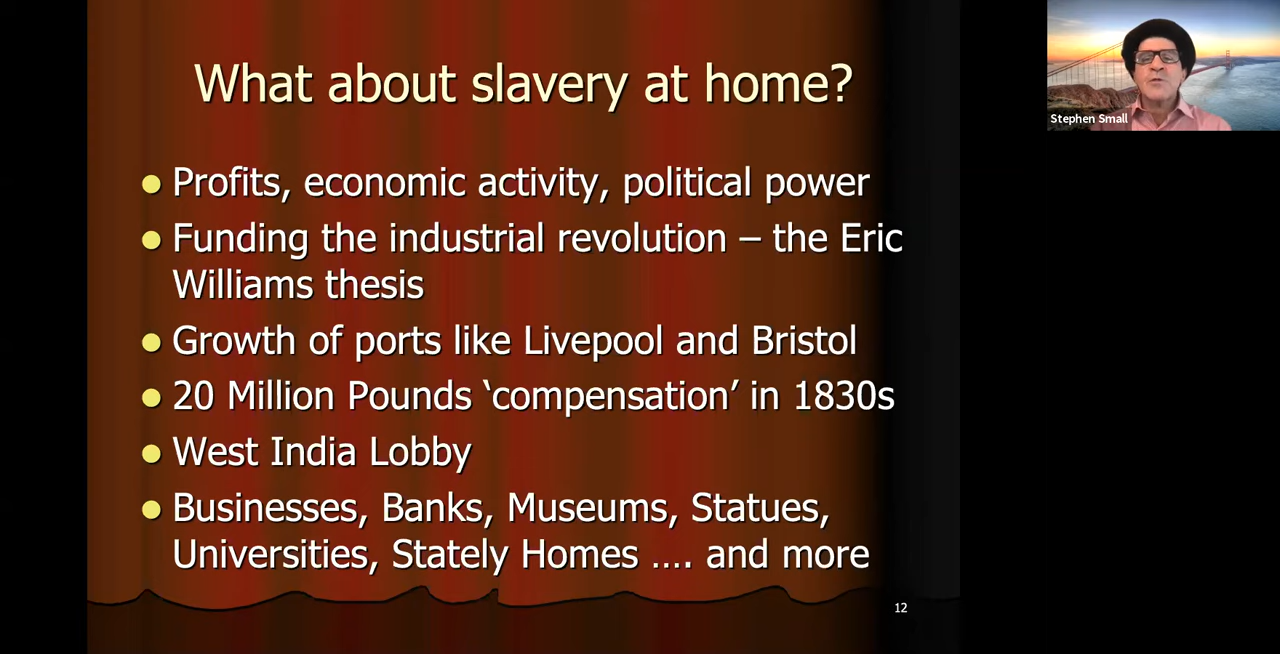 What about slavery at home?
Profits, economic activity, political power
Funding the industrial revolution – the Eric
Williams thesis
Growth of ports like Livepool and Bristol
20 Million Pounds ‘compensation’ in 1830s
West India Lobby
Businesses, Banks, Museums, Statues,
Universities, Stately Homes …. and more
12
Stephen Small